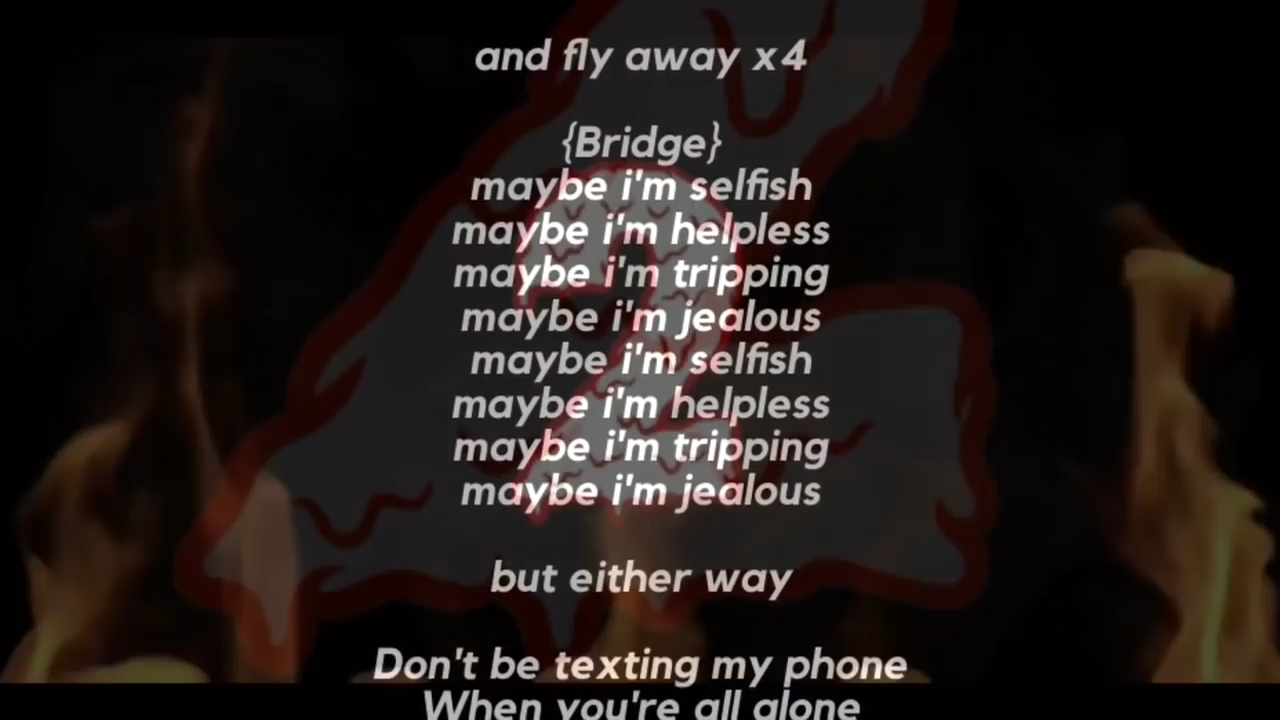 and fly away x4
{Bridge}
maybe i'm selfish
maybe i'm helpless
maybe i'm tripping
maybe i'm jealous
maybe i'm selfish
maybe i'm helpless
maybe i'm tripping
maybe i'm jealous
but either way
Don't be texting my phone
When you're all alone